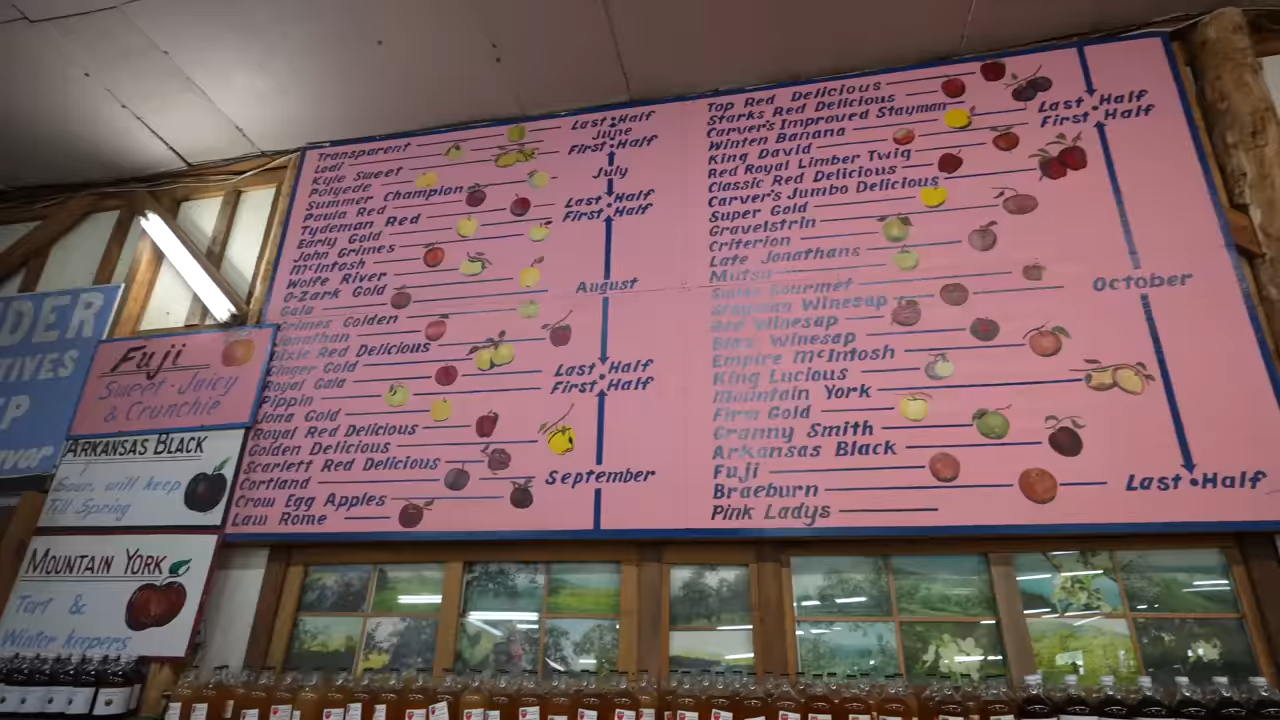 Transparent
Lodi
Kyle Sweet
Polyede
Summer Champion
Paula Red
Tydeman Red
Early Gold
John Grimes
McIntosh
Wolfe River
O-Zark Gold
Gala
Grimes Golden
Jonathan
Dixie Red Delicious
Ginger Gold
Royal Gala
Pippin
Jona Gold
Royal Red Delicious
Golden Delicious
Scarlett Red Delicious
Cortland
Crow Egg Apples
Law Rome
Last • Half
June
First • Half
July
Last • Half
First • Half
August
Last • Half
First • Half
September
Top Red Delicious
Starks Red Delicious
Carver's Improved Stayman
Winten Banana
King David
Red Royal Limber Twig
Classic Red Delicious
Carver's Jumbo Delicious
Super Gold
Gravelstrin
Criterion
Late Jonathans
Mutsu
Swiss Gourmet
Stayman Winesap
Red Winesap
Blax Winesap
Empire McIntosh
King Lucious
Mountain York
Firm Gold
Granny Smith
Arkansas Black
Fuji
Braeburn
Pink Ladys
Last • Half
First • Half
October
Last • Half
DER
TIVES
EP
avor
Fuji
Sweet-Juicy
& Crunchie
ARKANSAS BLACK
Sour, will keep
Till Spring
MOUNTAIN YORK
Tart &
Winter keepers